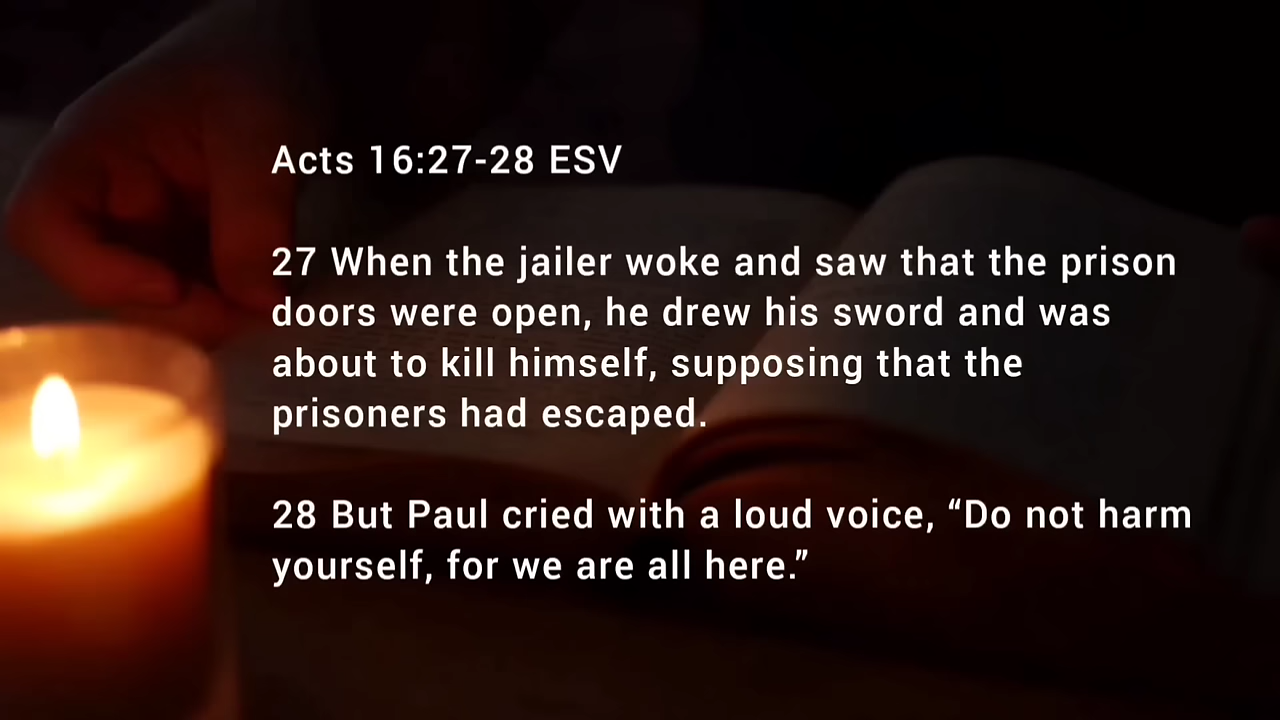 Acts 16:27-28 ESV
27 When the jailer woke and saw that the prison
doors were open, he drew his sword and was
about to kill himself, supposing that the
prisoners had escaped.
28 But Paul cried with a loud voice, “Do not harm
yourself, for we are all here.”